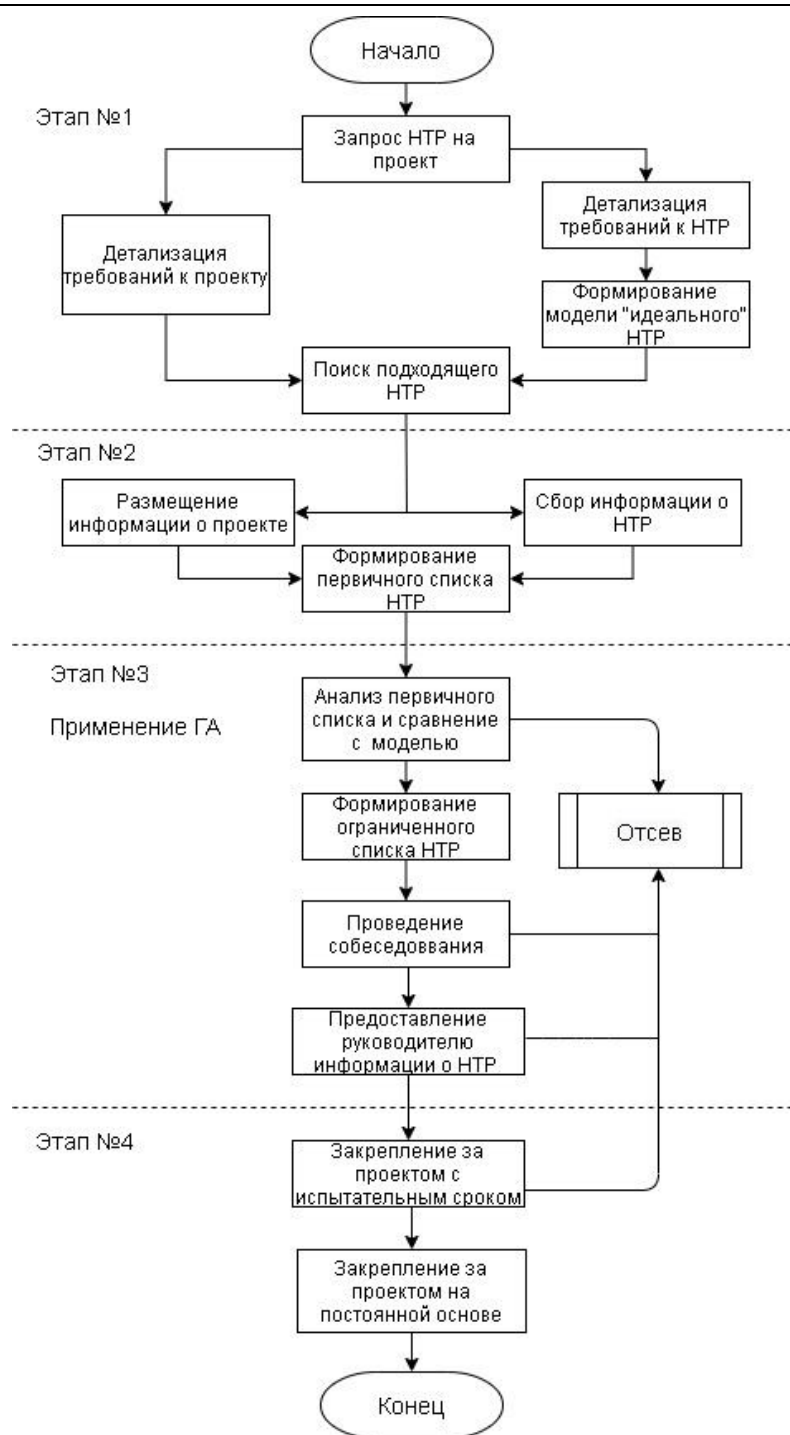 Начало
Этап №1
Запрос НТР на
проект
Детализация
требований к проекту
Детализация
требований к НТР
Формирование
модели "идеального"
НТР
Поиск подходящего
НТР
Этап №2
Размещение
информации о проекте
Сбор информации о
НТР
Формирование
первичного списка
НТР
Этап №3
Применение ГА
Анализ первичного
списка и сравнение
с моделью
Формирование
ограниченного
списка НТР
Отсев
Проведение
собеседоввания
Предоставление
руководителю
информации о НТР
Этап №4
Закрепление за
проектом с
испытательным сроком
Закрепление за
проектом на
постоянной основе
Конец